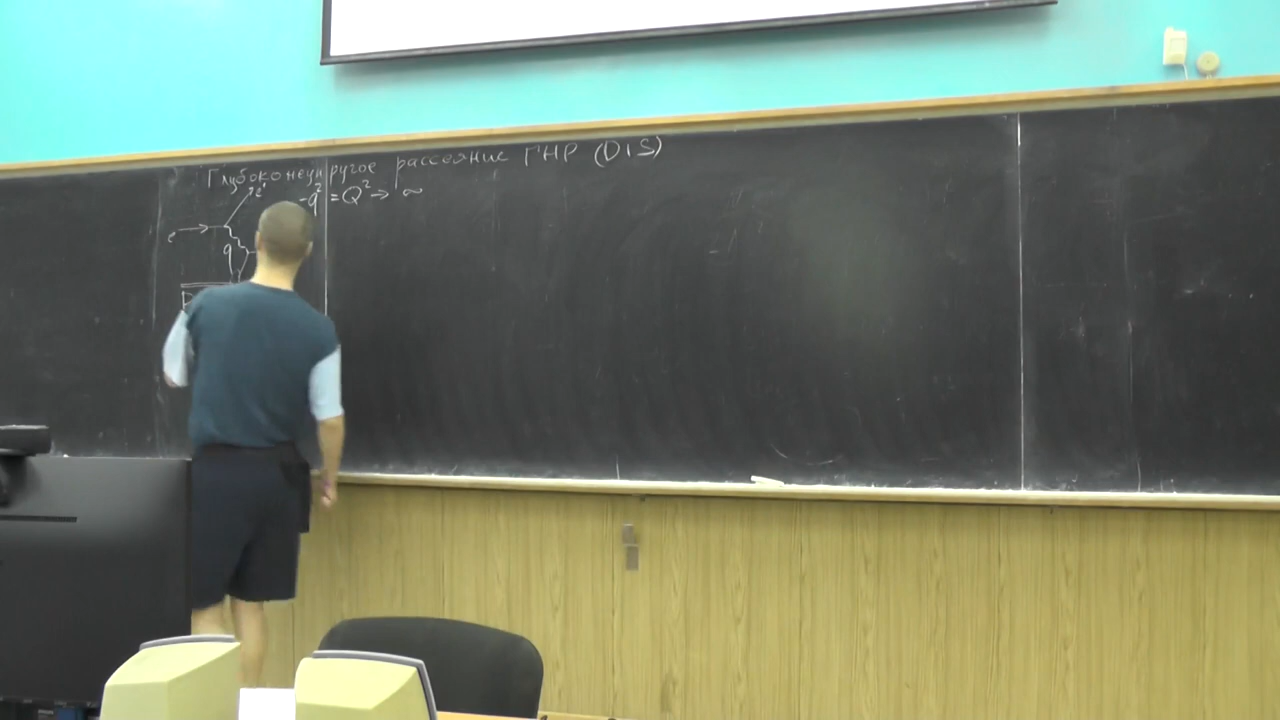 Глубоконеупругое рассеяние ГНР (DIS)
-q² = Q² → ∞
e'
e
q